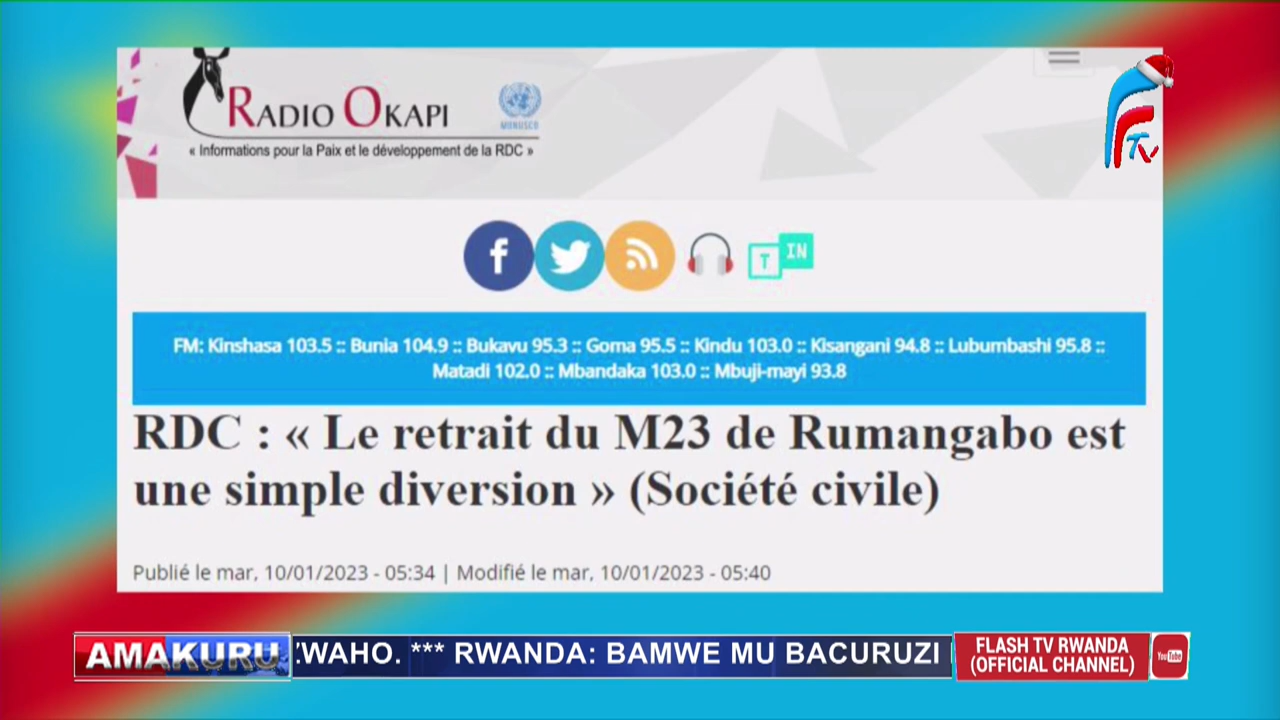 RADIO OKAPI
MONUSCO
« Informations pour la Paix et le développement de la RDC »
F TV
f
T IN
FM: Kinshasa 103.5 :: Bunia 104.9 :: Bukavu 95.3 :: Goma 95.5 :: Kindu 103.0 :: Kisangani 94.8 :: Lubumbashi 95.8 ::
Matadi 102.0 :: Mbandaka 103.0 :: Mbuji-mayi 93.8
RDC : « Le retrait du M23 de Rumangabo est
une simple diversion » (Société civile)
Publié le mar, 10/01/2023 - 05:34 | Modifié le mar, 10/01/2023 - 05:40
AMAKURU
ZWAHO. *** RWANDA: BAMWE MU BACURUZI
FLASH TV RWANDA
(OFFICIAL CHANNEL)
YouTube